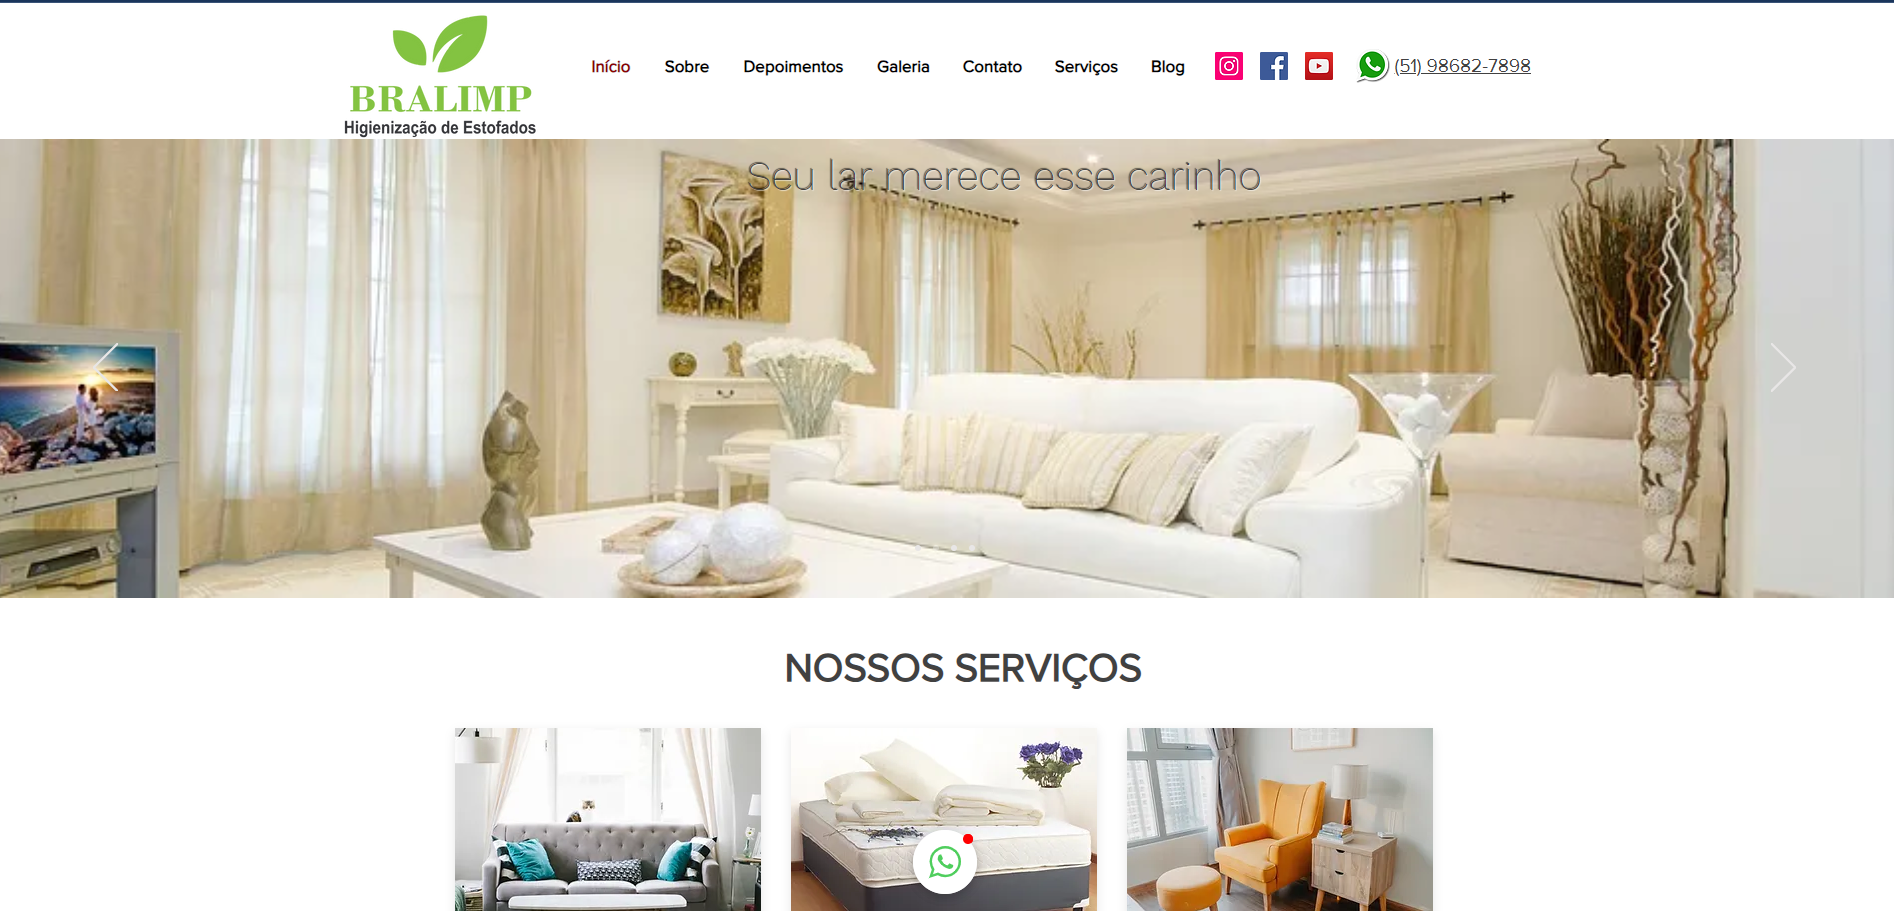 BRALIMP
Higienização de Estofados
Início
Sobre
Depoimentos
Galeria
Contato
Serviços
Blog
(51) 98682-7898
Seu lar merece esse carinho
NOSSOS SERVIÇOS